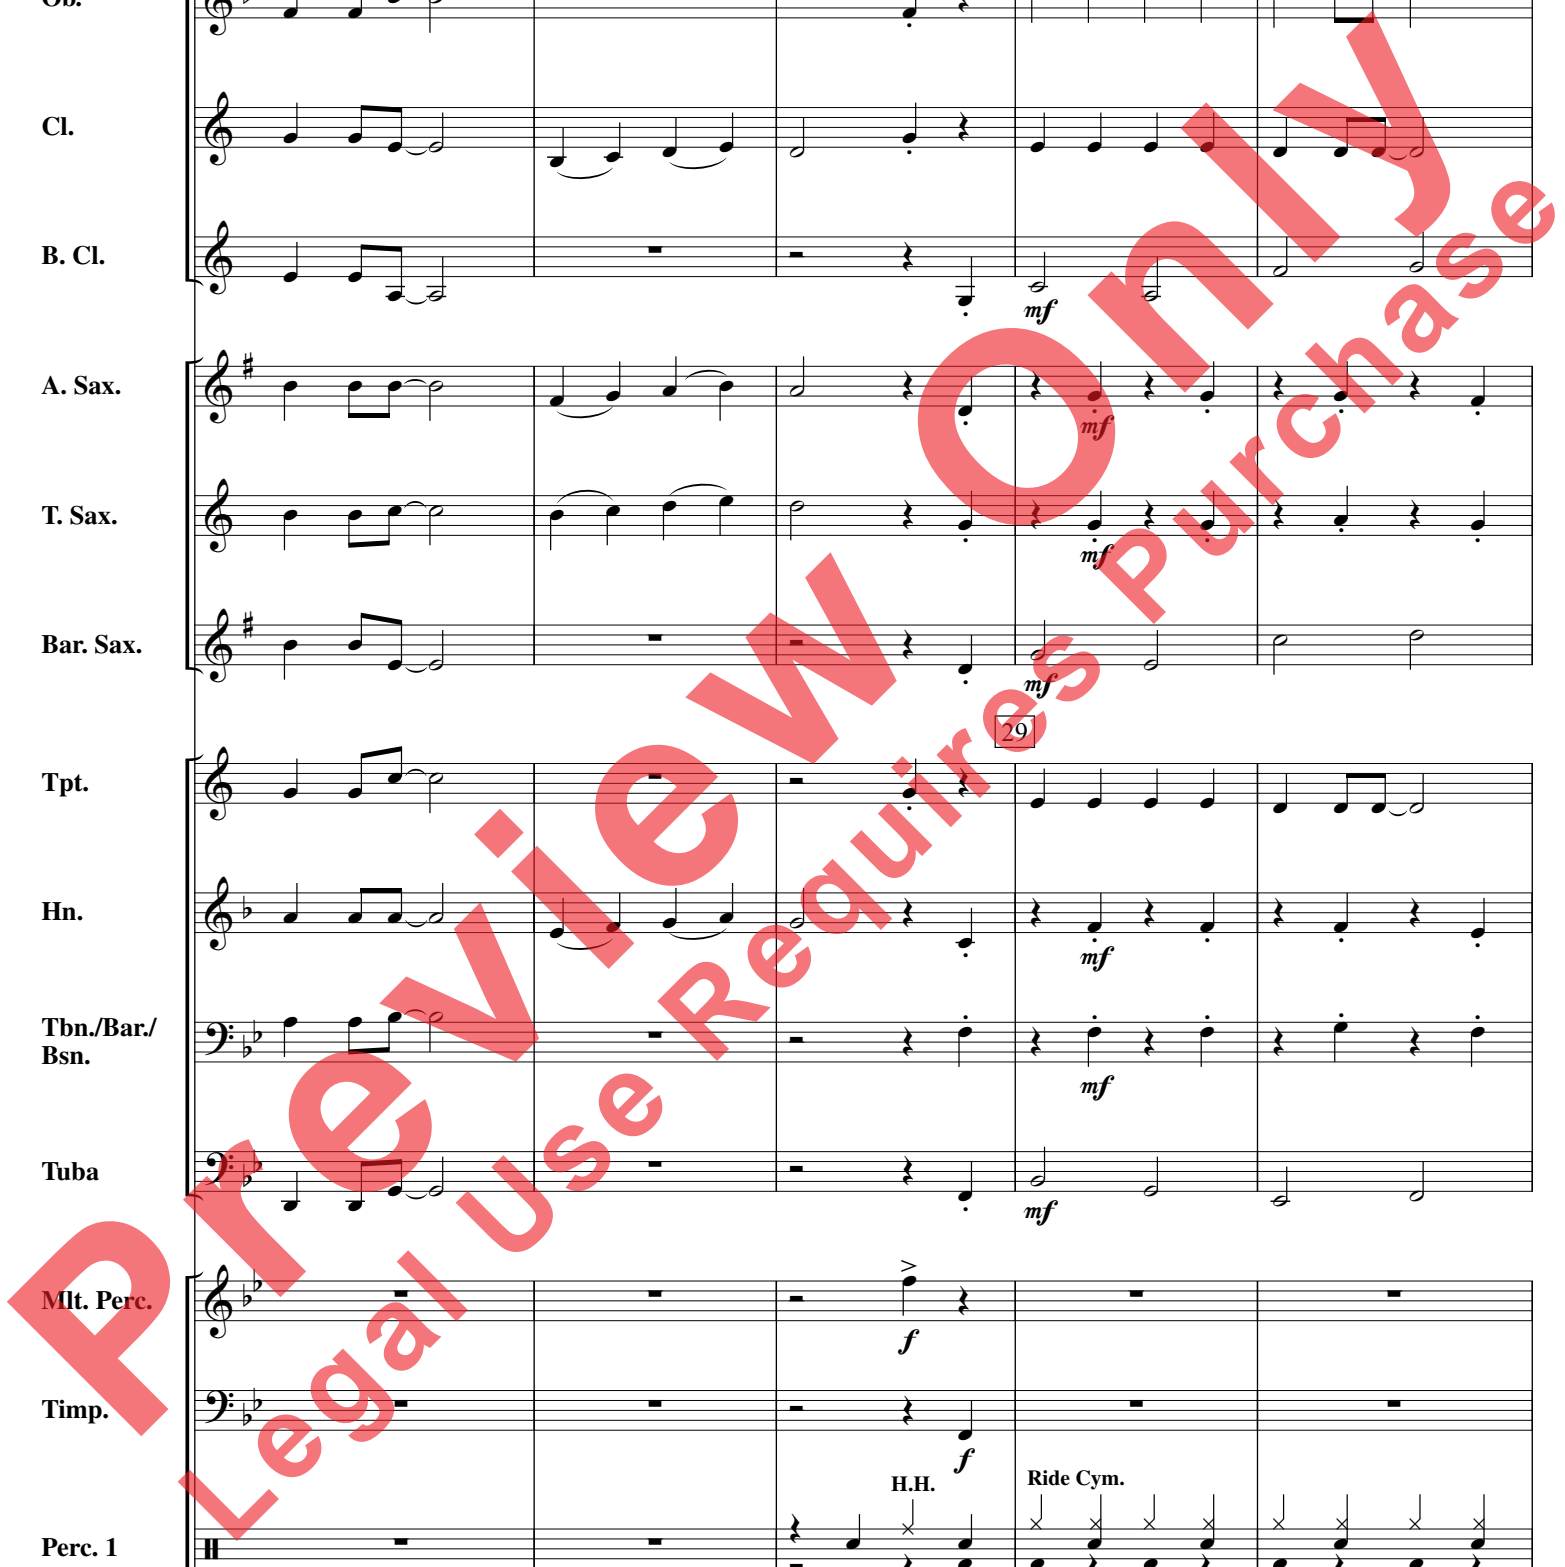 Ob.
Cl.
B. Cl.
mf
A. Sax.
mf
T. Sax.
mf
Bar. Sax.
mf
29
Tpt.
Hn.
mf
Tbn./Bar./
Bsn.
mf
Tuba
mf
Mlt. Perc.
f
Timp.
f
H.H.
Ride Cym.
Perc. 1
Preview Only
Legal Use Requires Purchase